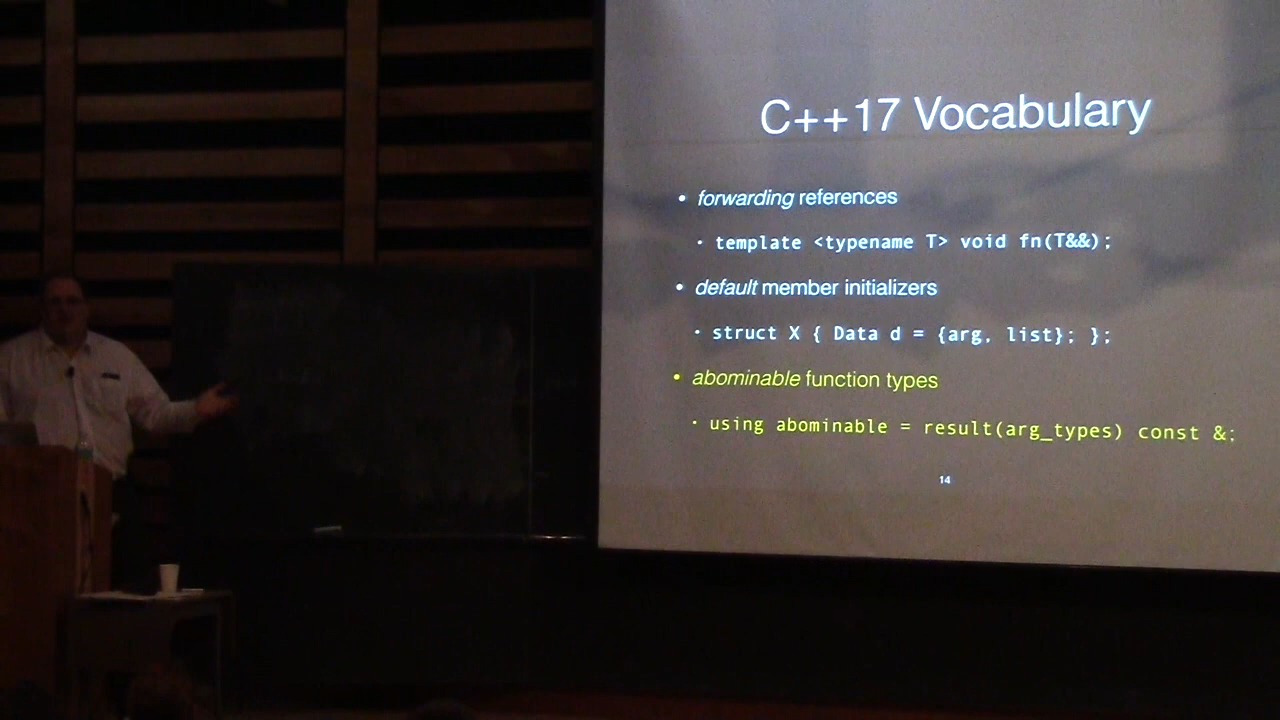 C++17 Vocabulary
• forwarding references
• template <typename T> void fn(T&&);
• default member initializers
• struct X { Data d = {arg, list}; };
• abominable function types
• using abominable = result(arg_types) const &;
14